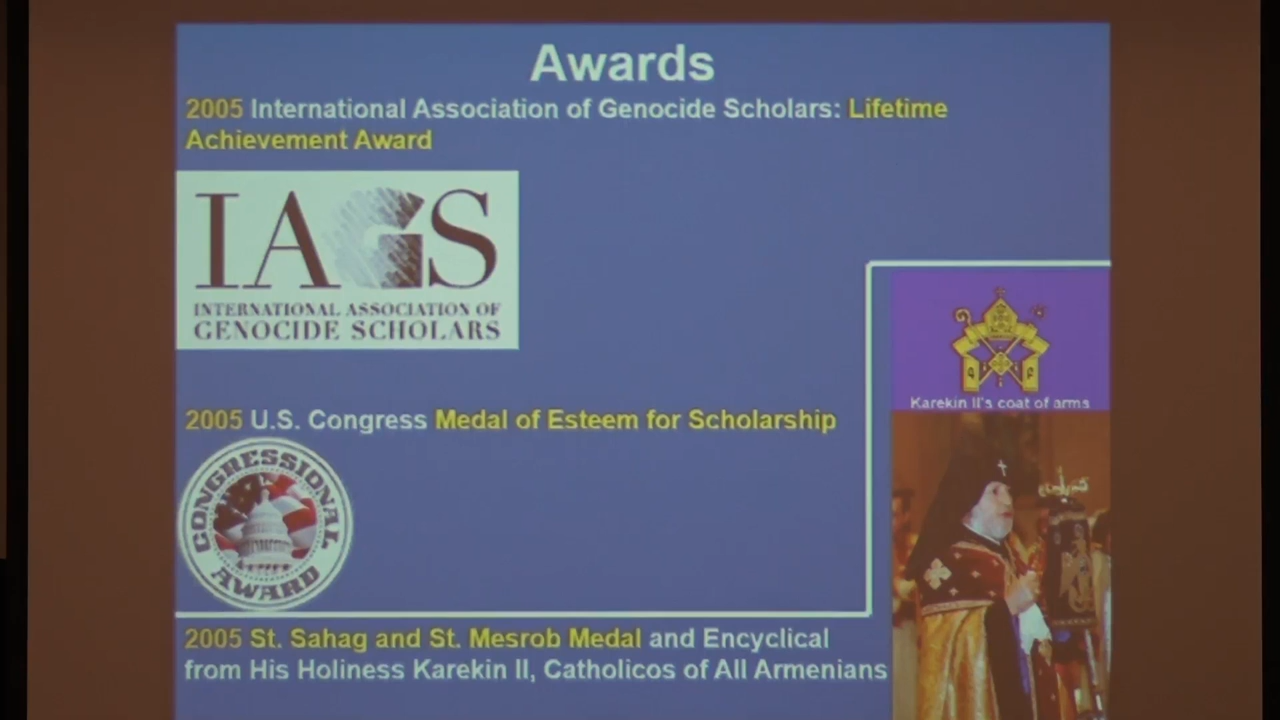 Awards
2005 International Association of Genocide Scholars: Lifetime
Achievement Award
IAGS
INTERNATIONAL ASSOCIATION OF
GENOCIDE SCHOLARS
Karekin II's coat of arms
2005 U.S. Congress Medal of Esteem for Scholarship
CONGRESSIONAL
AWARD
2005 St. Sahag and St. Mesrob Medal and Encyclical
from His Holiness Karekin II, Catholicos of All Armenians